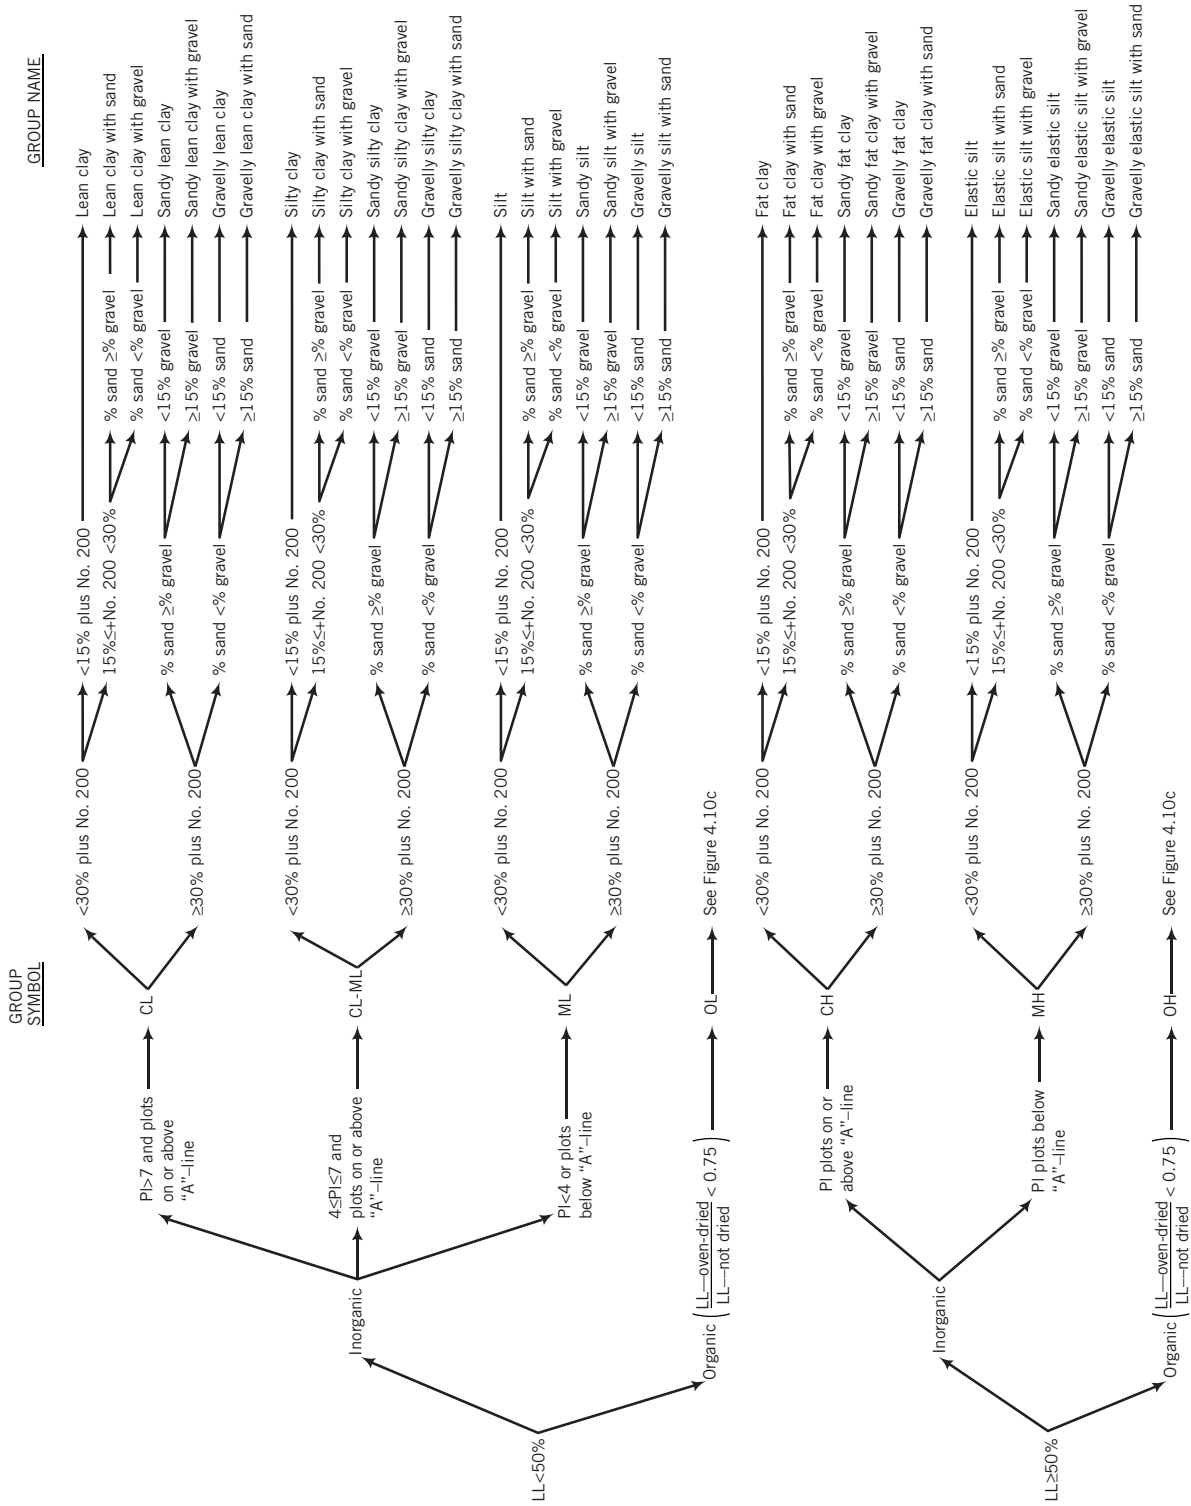 GROUP
SYMBOL
GROUP NAME
LL<50%
Inorganic
PI>7 and plots
on or above
“A”–line
CL
<30% plus No. 200
<15% plus No. 200
Lean clay
15%≤+No. 200 <30%
% sand ≥% gravel
Lean clay with sand
% sand <% gravel
Lean clay with gravel
≥30% plus No. 200
% sand ≥% gravel
<15% gravel
Sandy lean clay
≥15% gravel
Sandy lean clay with gravel
% sand <% gravel
<15% sand
Gravelly lean clay
≥15% sand
Gravelly lean clay with sand
4≤PI≤7 and
plots on or above
“A”–line
CL-ML
<30% plus No. 200
<15% plus No. 200
Silty clay
15%≤+No. 200 <30%
% sand ≥% gravel
Silty clay with sand
% sand <% gravel
Silty clay with gravel
≥30% plus No. 200
% sand ≥% gravel
<15% gravel
Sandy silty clay
≥15% gravel
Sandy silty clay with gravel
% sand <% gravel
<15% sand
Gravelly silty clay
≥15% sand
Gravelly silty clay with sand
PI<4 or plots
below “A”–line
ML
<30% plus No. 200
<15% plus No. 200
Silt
15%≤+No. 200 <30%
% sand ≥% gravel
Silt with sand
% sand <% gravel
Silt with gravel
≥30% plus No. 200
% sand ≥% gravel
<15% gravel
Sandy silt
≥15% gravel
Sandy silt with gravel
% sand <% gravel
<15% sand
Gravelly silt
≥15% sand
Gravelly silt with sand
Organic (LL—oven-dried
LL—not dried < 0.75)
OL
See Figure 4.10c
LL≥50%
Inorganic
PI plots on or
above “A”–line
CH
<30% plus No. 200
<15% plus No. 200
Fat clay
15%≤+No. 200 <30%
% sand ≥% gravel
Fat clay with sand
% sand <% gravel
Fat clay with gravel
≥30% plus No. 200
% sand ≥% gravel
<15% gravel
Sandy fat clay
≥15% gravel
Sandy fat clay with gravel
% sand <% gravel
<15% sand
Gravelly fat clay
≥15% sand
Gravelly fat clay with sand
PI plots below
“A”–line
MH
<30% plus No. 200
<15% plus No. 200
Elastic silt
15%≤+No. 200 <30%
% sand ≥% gravel
Elastic silt with sand
% sand <% gravel
Elastic silt with gravel
≥30% plus No. 200
% sand ≥% gravel
<15% gravel
Sandy elastic silt
≥15% gravel
Sandy elastic silt with gravel
% sand <% gravel
<15% sand
Gravelly elastic silt
≥15% sand
Gravelly elastic silt with sand
Organic (LL—oven-dried
LL—not dried < 0.75)
OH
See Figure 4.10c